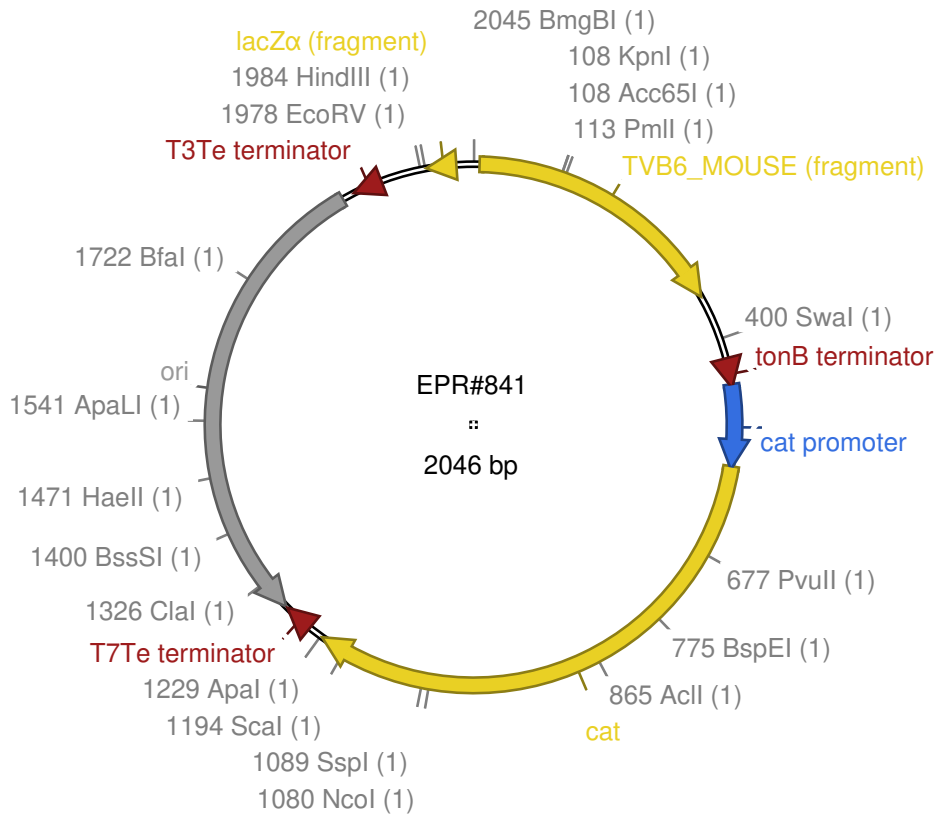 2045 BmgBI (1)
lacZα (fragment)
108 KpnI (1)
1984 HindIII (1)
108 Acc65I (1)
1978 EcoRV (1)
113 PmlI (1)
T3Te terminator
TVB6_MOUSE (fragment)
1722 BfaI (1)
400 SwaI (1)
tonB terminator
ori
EPR#841
1541 ApaLI (1)
cat promoter
2046 bp
1471 HaeII (1)
1400 BssSI (1)
677 PvuII (1)
1326 ClaI (1)
775 BspEI (1)
T7Te terminator
1229 ApaI (1)
865 AclI (1)
1194 ScaI (1)
cat
1089 SspI (1)
1080 NcoI (1)